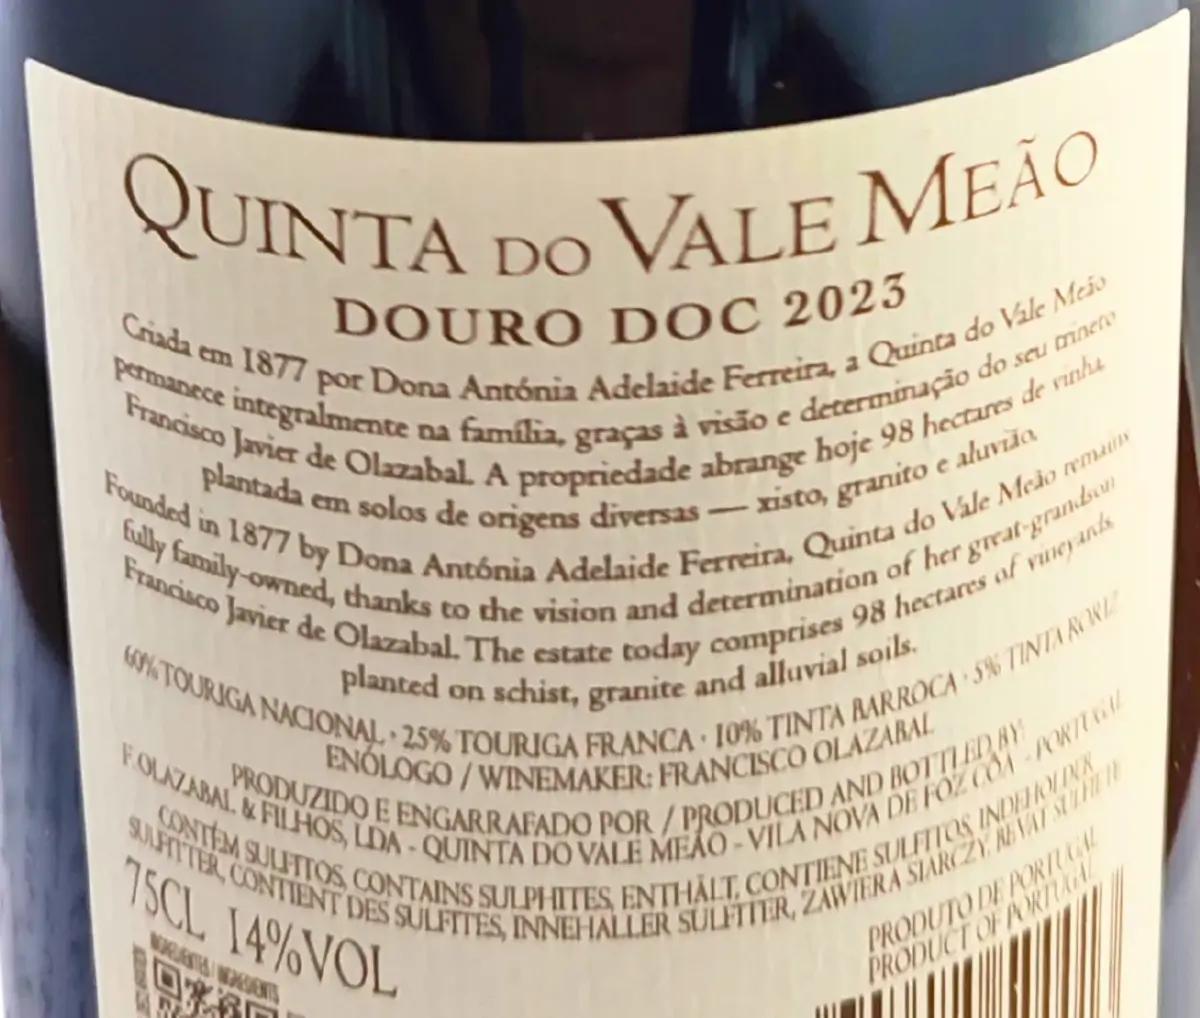 QUINTA DO VALE MEÃO
DOURO DOC 2023
Criada em 1877 por Dona Antónia Adelaide Ferreira, a Quinta do Vale Meão
permanece integralmente na família, graças à visão e determinação do seu trineto
Francisco Javier de Olazabal. A propriedade abrange hoje 98 hectares de vinha
plantada em solos de origens diversas — xisto, granito e aluvião.
Founded in 1877 by Dona Antónia Adelaide Ferreira, Quinta do Vale Meão remains
fully family-owned, thanks to the vision and determination of her great-grandson
Francisco Javier de Olazabal. The estate today comprises 98 hectares of vineyards,
planted on schist, granite and alluvial soils.
60% TOURIGA NACIONAL · 25% TOURIGA FRANCA · 10% TINTA BARROCA · 5% TINTA RORIZ
ENÓLOGO / WINEMAKER: FRANCISCO OLAZABAL
PRODUZIDO E ENGARRAFADO POR / PRODUCED AND BOTTLED BY:
F. OLAZABAL & FILHOS, LDA - QUINTA DO VALE MEÃO - VILA NOVA DE FOZ CÔA - PORTUGAL
CONTÉM SULFITOS, CONTAINS SULPHITES, ENTHÄLT, CONTIENE SULFITOS, INDEHOLDER
SULFITTER, CONTIENT DES SULFITES, INNEHALLER SULFITTER, ZAWIERA SIARCZY, BEVAT SULFIETE
75CL 14%VOL
PRODUTO DE PORTUGAL
PRODUCT OF PORTUGAL
INGREDIENTES / INGREDIENTS